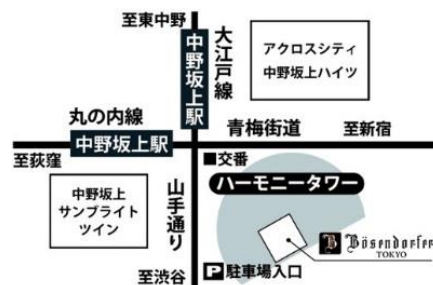 至東中野
中野坂上駅
大江戸線
アクロスシティ
中野坂上ハイツ
丸の内線
中野坂上駅
青梅街道
至新宿
至荻窪
■交番
ハーモニータワー
中野坂上
サンブライト
ツイン
山手通り
B Bösendorfer
TOKYO
至渋谷
P 駐車場入口